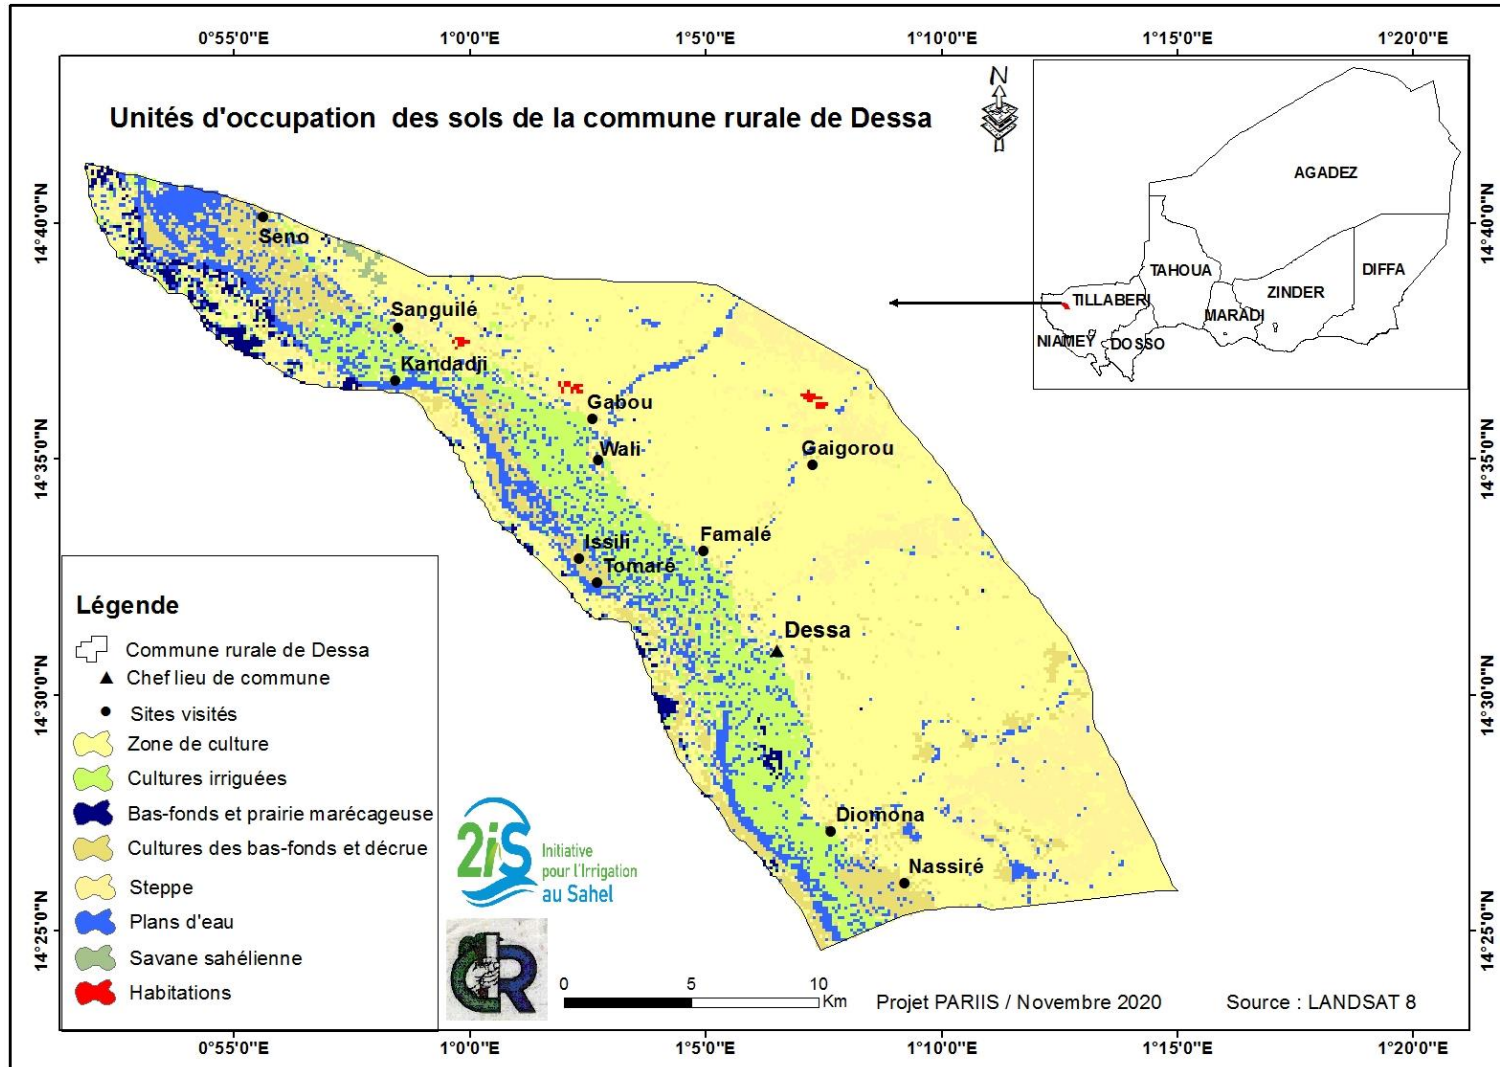 0°55'0"E 1°0'0"E 1°5'0"E 1°10'0"E 1°15'0"E 1°20'0"E
Unités d'occupation des sols de la commune rurale de Dessa
N
AGADEZ
TAHOUA
DIFFA
ZINDER
TILLABERI
MARADI
NIAMEY
DOSSO
14°40'0"N
14°40'0"N
Seno
Sanguilé
Kandadji
Gabou
Wali
Gaigorou
14°35'0"N
14°35'0"N
Famalé
Issili
Tomaré
Dessa
14°30'0"N
14°30'0"N
Diomona
Nassiré
14°25'0"N
14°25'0"N
Légende
Commune rurale de Dessa
Chef lieu de commune
Sites visités
Zone de culture
Cultures irriguées
Bas-fonds et prairie marécageuse
Cultures des bas-fonds et décrue
Steppe
Plans d'eau
Savane sahélienne
Habitations
2iS
Initiative
pour l'Irrigation
au Sahel
0 5 10
Km
Projet PARIIS / Novembre 2020
Source : LANDSAT 8
0°55'0"E 1°0'0"E 1°5'0"E 1°10'0"E 1°15'0"E 1°20'0"E